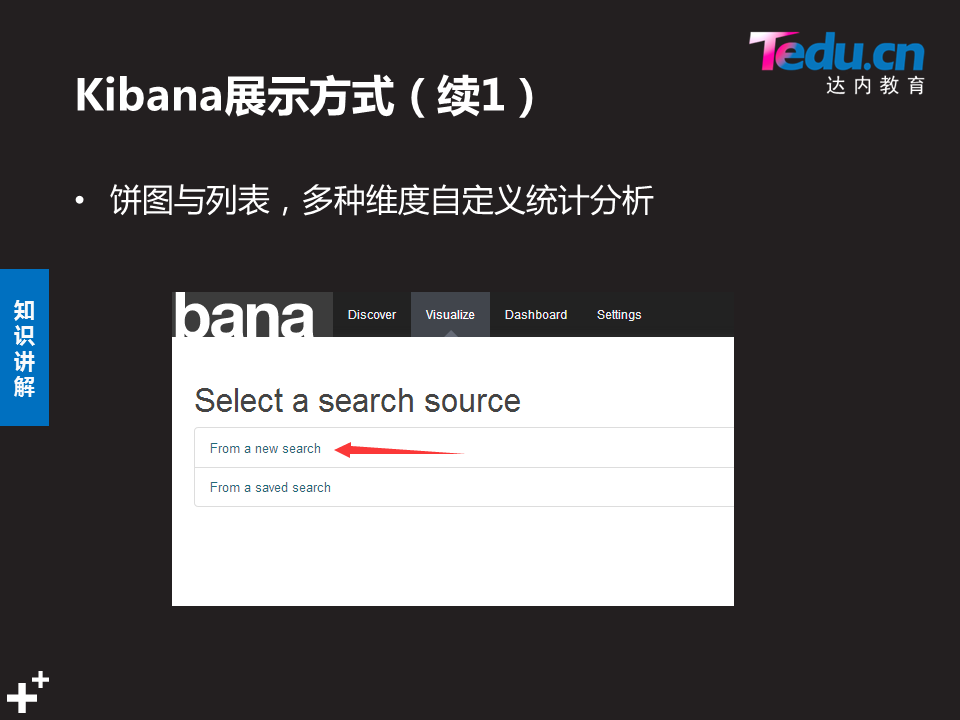 Tedu.cn
达内教育
Kibana展示方式（续1）
• 饼图与列表，多种维度自定义统计分析
知识讲解
bana Discover Visualize Dashboard Settings
Select a search source
From a new search
From a saved search